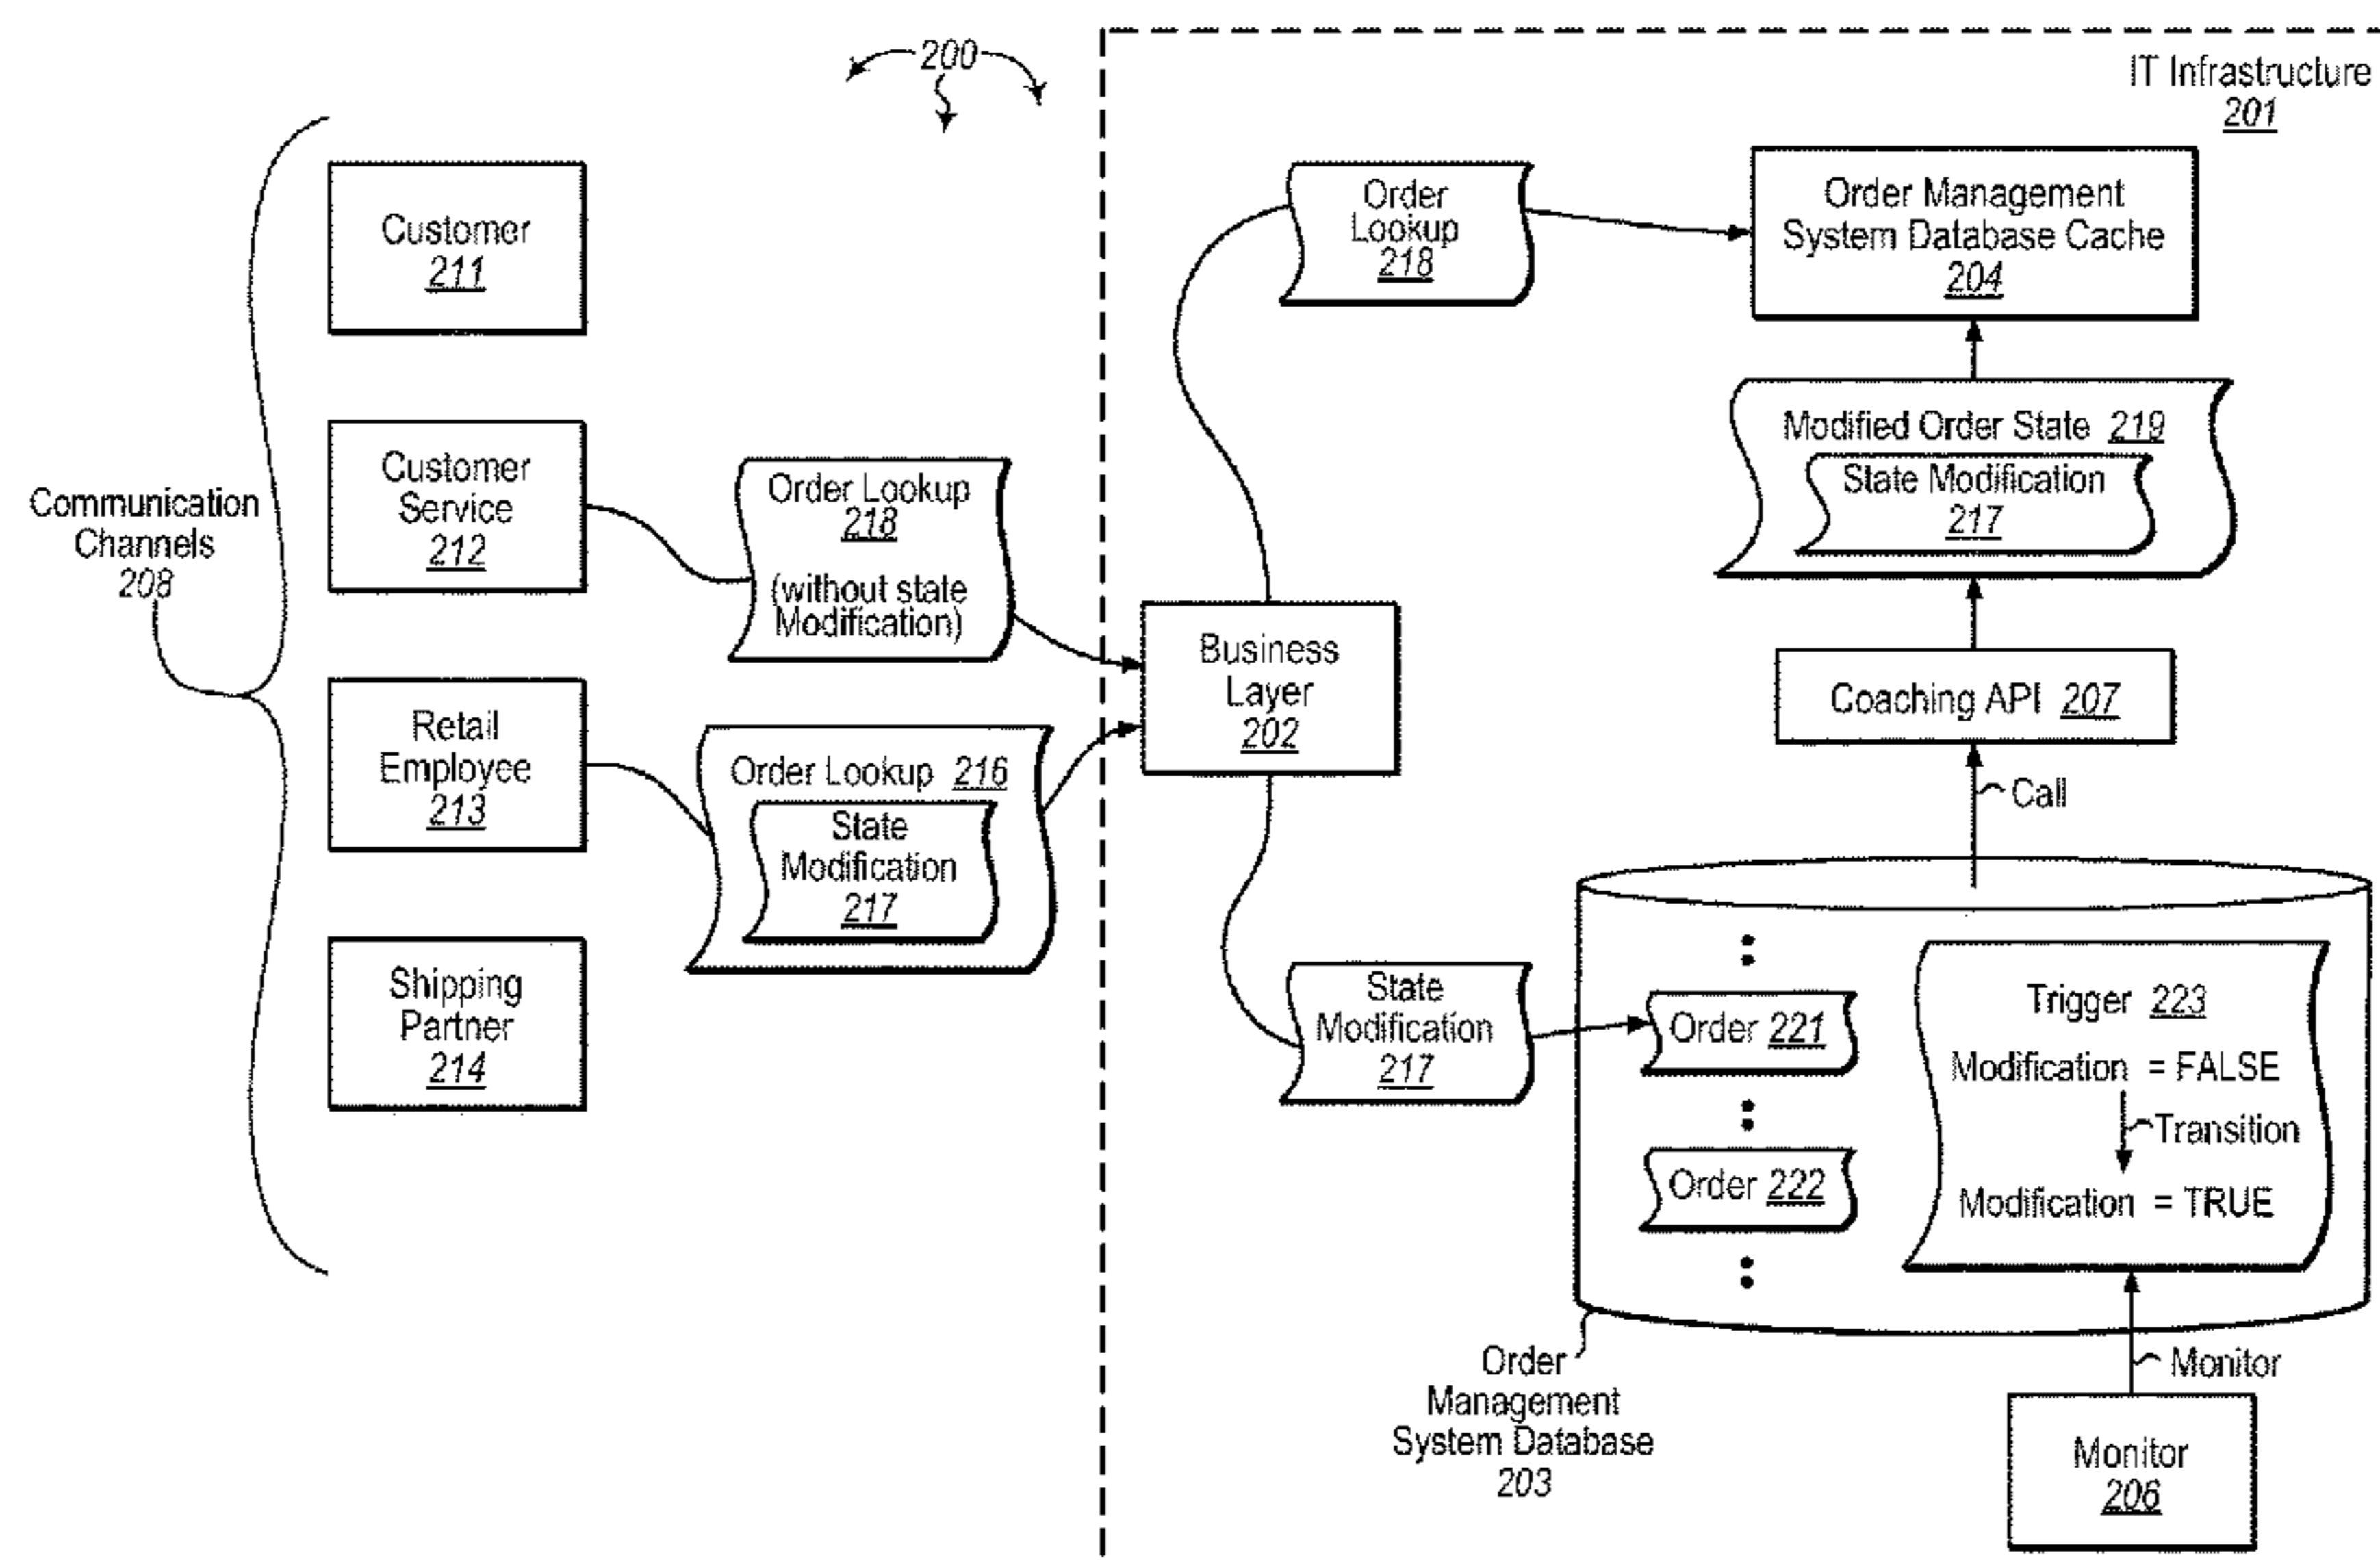 200
IT Infrastructure
201
Communication
Channels
208
Customer
211
Customer
Service
212
Retail
Employee
213
Shipping
Partner
214
Order Lookup
218
(without state
Modification)
Order Lookup 216
State
Modification
217
Business
Layer
202
Order
Lookup
218
Order Management
System Database Cache
204
Modified Order State 219
State Modification
217
Coaching API 207
Call
State
Modification
217
Order 221
Order 222
Trigger 223
Modification = FALSE
Transition
Modification = TRUE
Order
Management
System Database
203
Monitor
Monitor
206